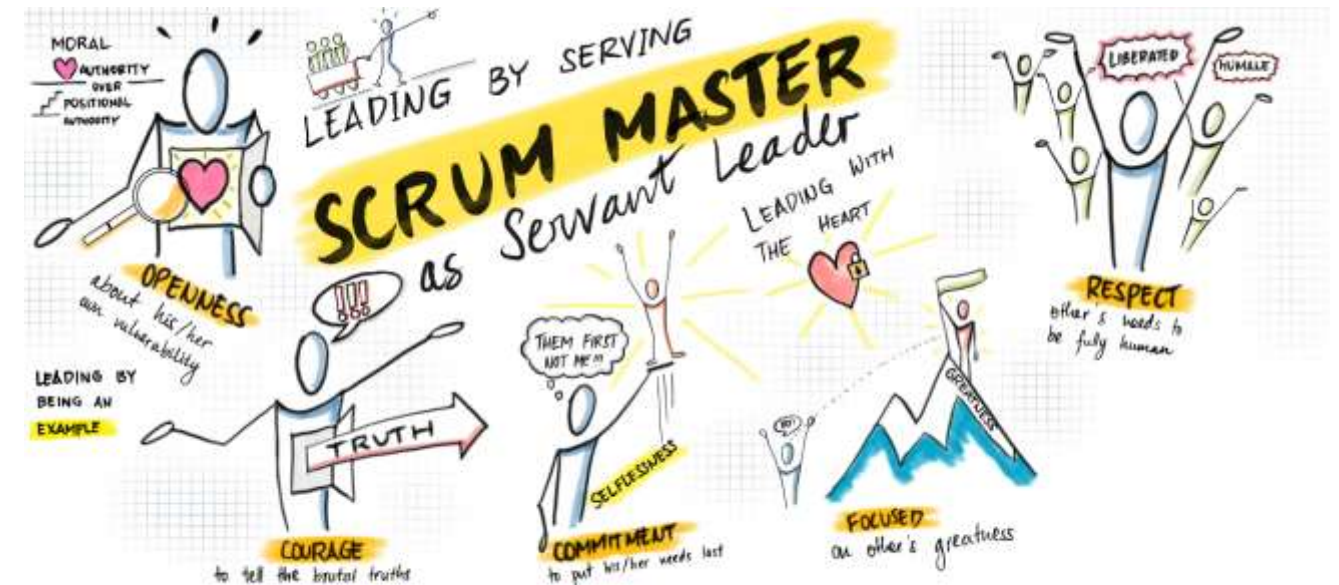 MORAL
AUTHORITY
OVER
POSITIONAL
AUTHORITY
OPENNESS
about his/her
own vulnerability
LEADING BY
BEING AN
EXAMPLE
LEADING BY SERVING
SCRUM MASTER
as Servant Leader
!!!
TRUTH
COURAGE
to tell the brutal truths
THEM FIRST
NOT ME!!!
SELFLESSNESS
COMMITMENT
to put his/her needs last
LEADING WITH
THE HEART
GREATNESS
FOCUSED
on other's greatness
LIBERATED
HUMANE
RESPECT
other s needs to
be fuly human